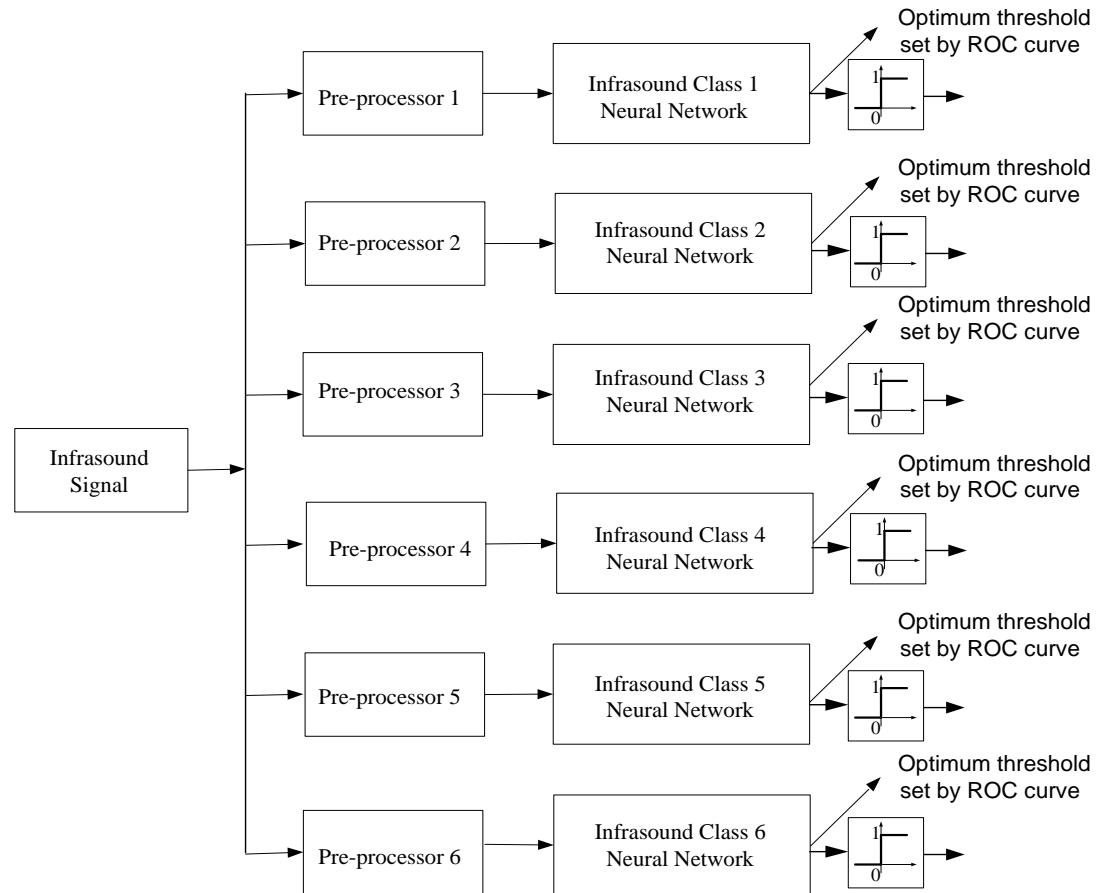 Optimum threshold
set by ROC curve
Pre-processor 1
Infrasound Class 1
Neural Network
1
0
Optimum threshold
set by ROC curve
Pre-processor 2
Infrasound Class 2
Neural Network
1
0
Optimum threshold
set by ROC curve
Pre-processor 3
Infrasound Class 3
Neural Network
1
0
Infrasound
Signal
Optimum threshold
set by ROC curve
Pre-processor 4
Infrasound Class 4
Neural Network
1
0
Optimum threshold
set by ROC curve
Pre-processor 5
Infrasound Class 5
Neural Network
1
0
Optimum threshold
set by ROC curve
Pre-processor 6
Infrasound Class 6
Neural Network
1
0